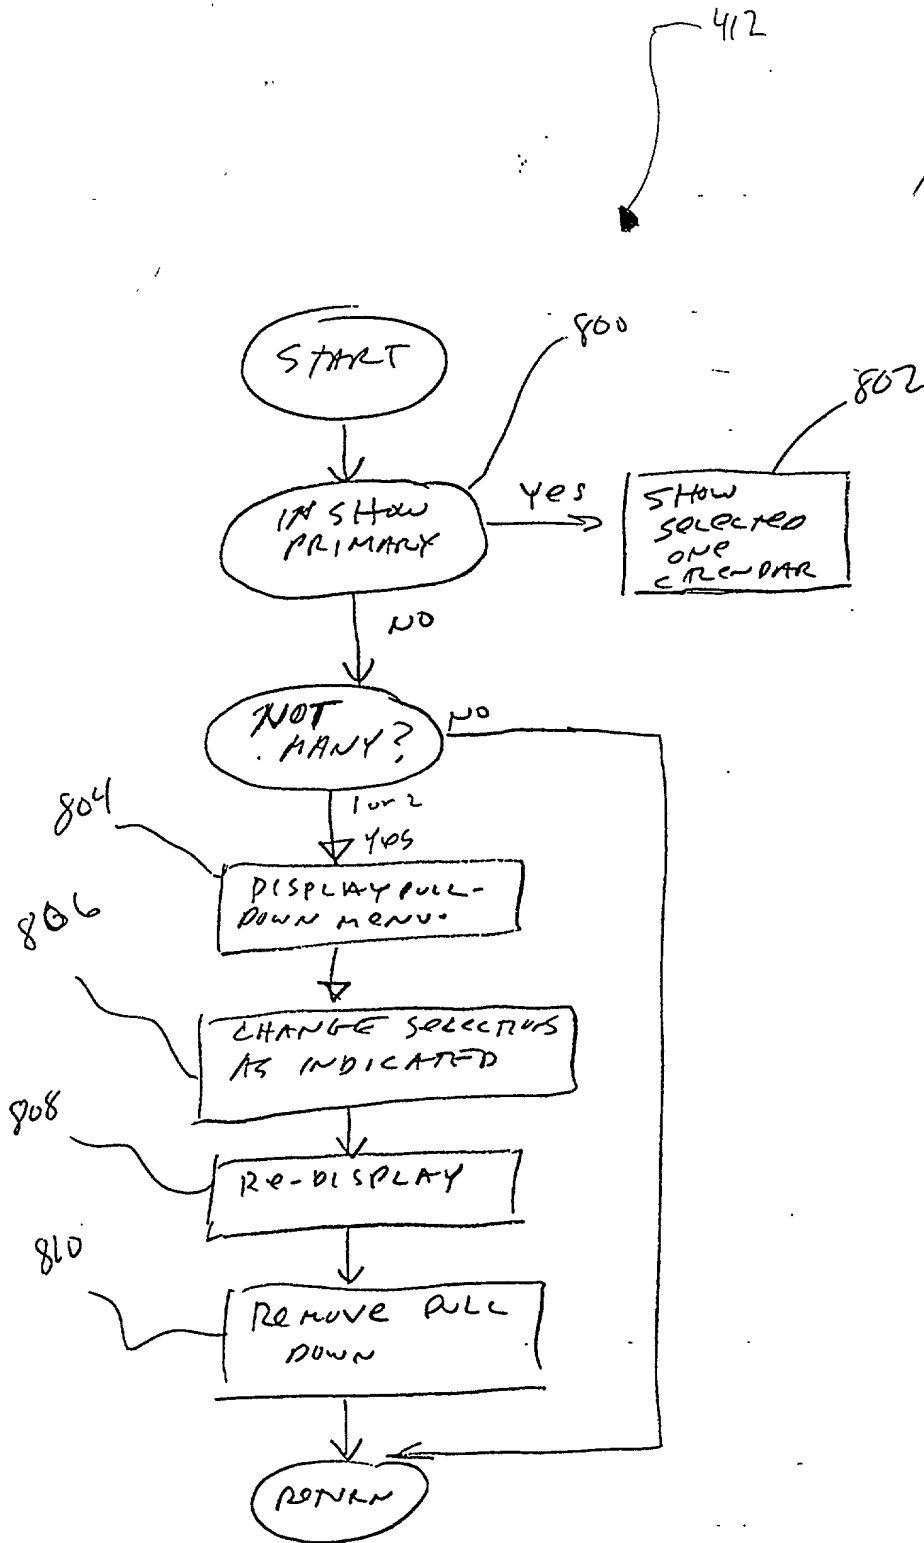 412
START
800
802
IN SHOW
PRIMARY
Yes
SHOW
SELECTED
ONE
CALENDAR
NO
NOT
MANY?
NO
1 or 2
Yes
804
DISPLAY PULL-
DOWN MENU.
806
CHANGE SELECTIONS
AS INDICATED
808
Re-DISPLAY
810
REMOVE PULL
DOWN
RETURN